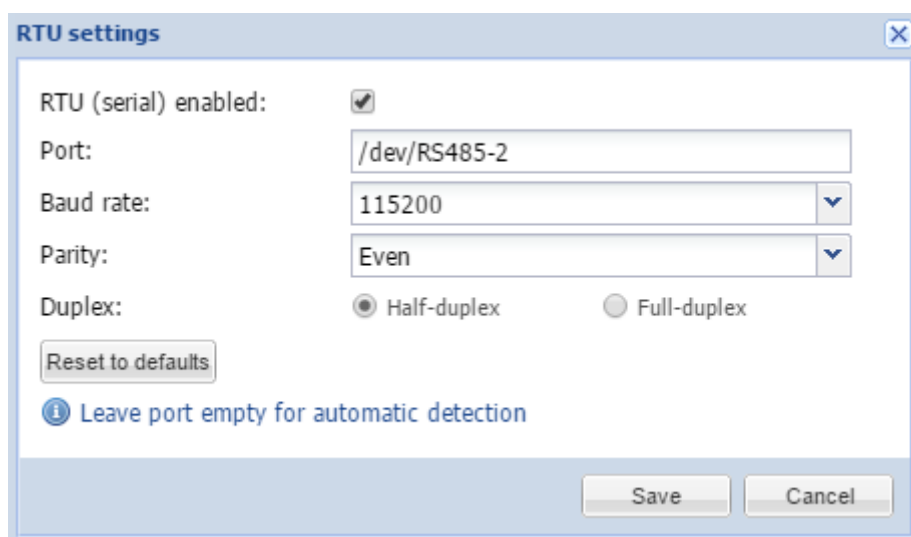 RTU settings
RTU (serial) enabled:
Port: /dev/RS485-2
Baud rate: 115200
Parity: Even
Duplex: Half-duplex Full-duplex
Reset to defaults
Leave port empty for automatic detection
Save Cancel